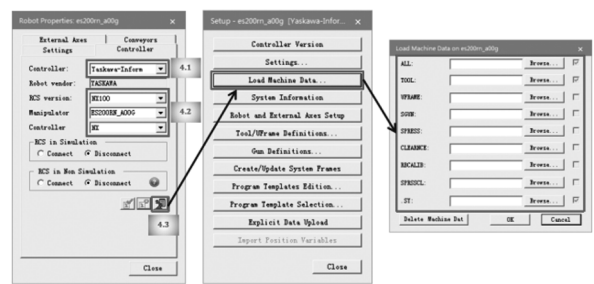 Robot Properties: es200rn_a00g
External Axes
Conveyors
Settings
Controller
Controller:
Yaskawa-Inform
4.1
Robot vendor:
YASKAWA
RCS version:
NX100
Manipulator
ES200RN_A00G
4.2
Controller
NX
RCS in Simulation
Connect
Disconnect
RCS in Non Simulation
Connect
Disconnect
4.3
Close
Setup - es200rn_a00g [Yaskawa-Infor...
Controller Version
Settings...
Load Machine Data...
System Information
Robot and External Axes Setup
Tool/UFrame Definitions...
Gun Definitions...
Create/Update System Frames
Program Templates Edition...
Program Template Selection...
Explicit Data Upload
Import Position Variables
Close
Load Machine Data on es200rn_a00g
ALL:
Browse...
TOOL:
Browse...
UFRAME:
Browse...
SGUN:
Browse...
SPRESS:
Browse...
CLEARNCE:
Browse...
RECALIB:
Browse...
SPRSSCL:
Browse...
.SY:
Browse...
Delete Machine Dat
OK
Cancel